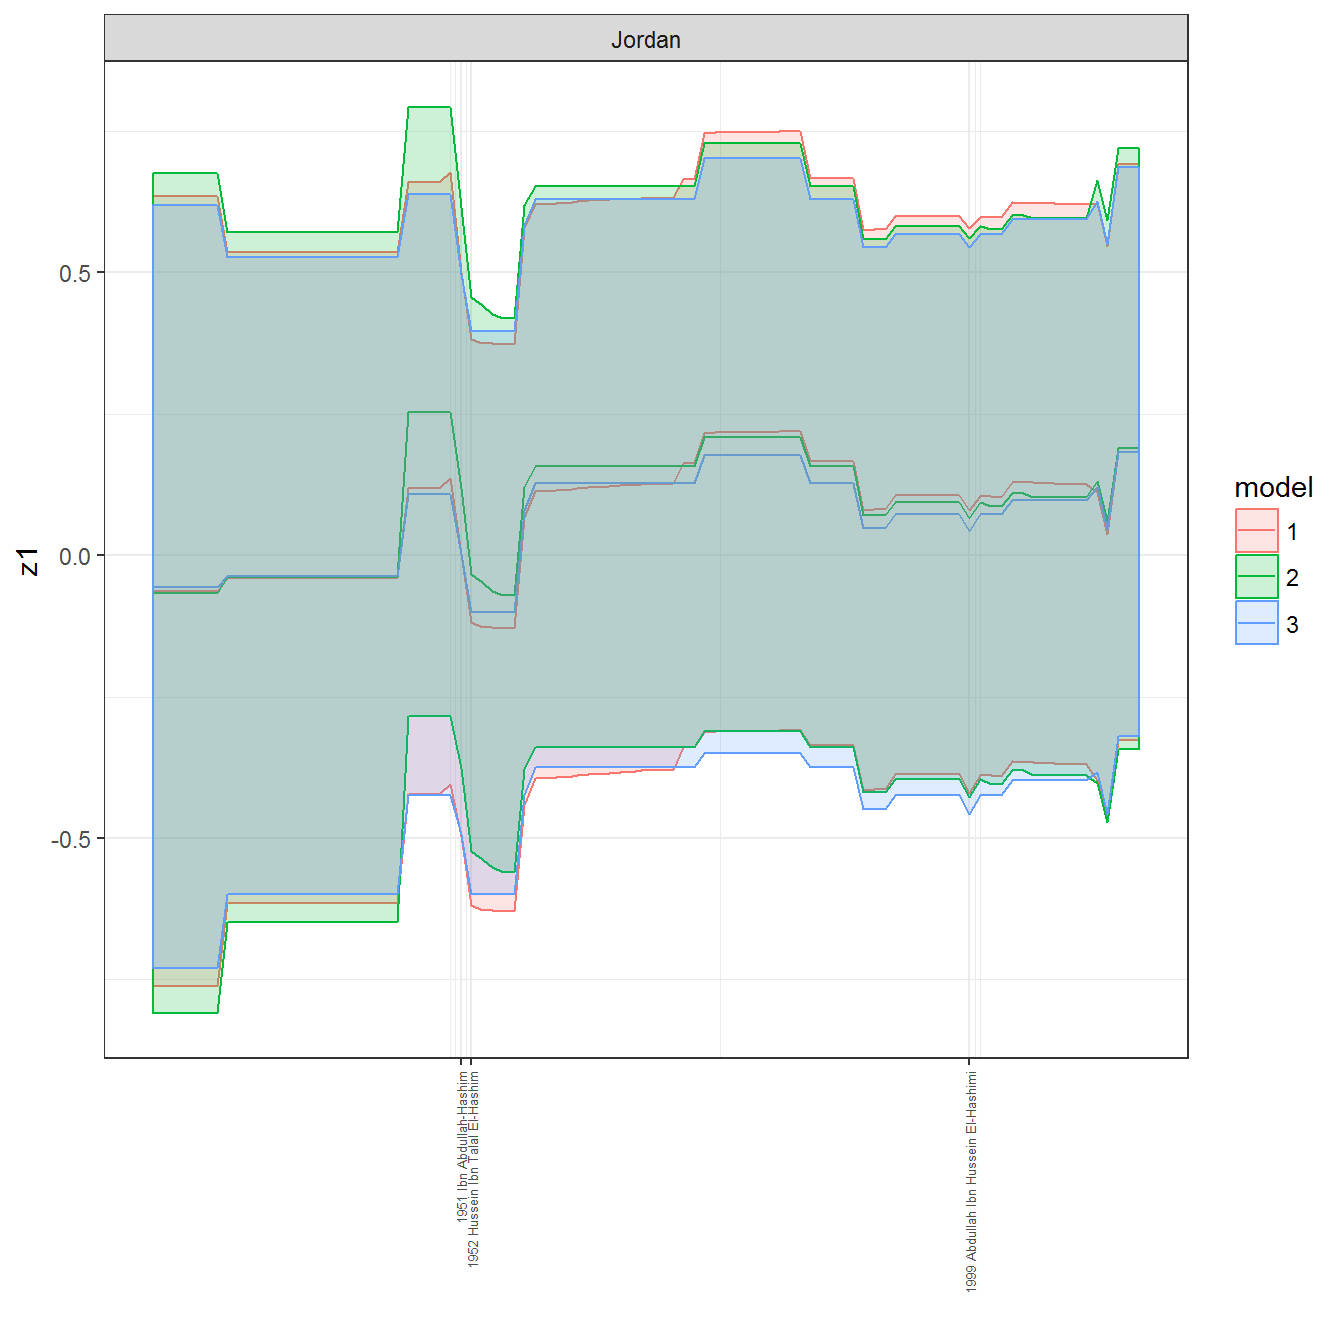 Jordan
z1
0.5
0.0
-0.5
model
1
2
3
1951 Ibn Abdullah-Hashim
1952 Hussein Ibn Talal El-Hashim
1999 Abdullah Ibn Hussein El-Hashimi